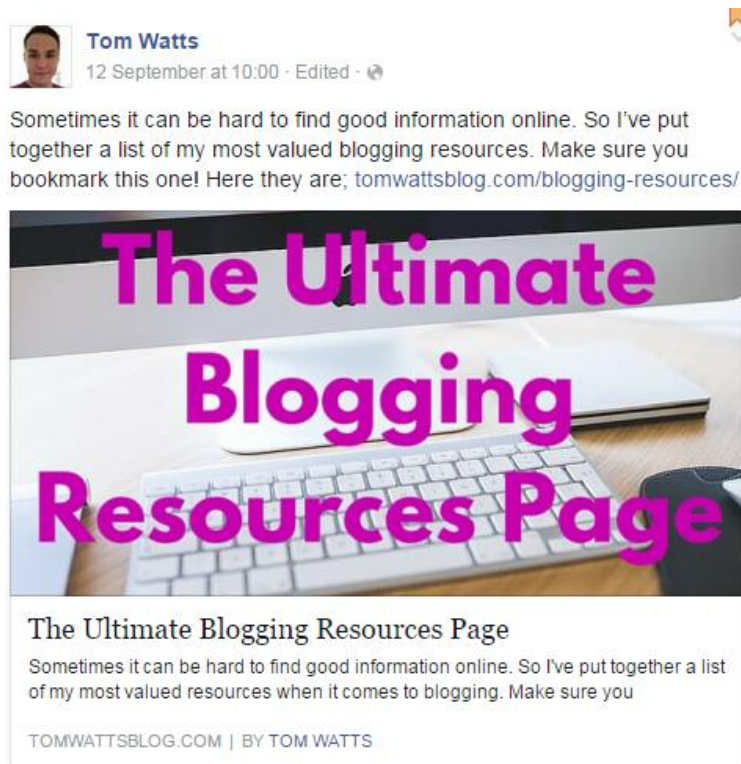 Tom Watts
12 September at 10:00 · Edited ·
Sometimes it can be hard to find good information online. So I've put
together a list of my most valued blogging resources. Make sure you
bookmark this one! Here they are; tomwattsblog.com/blogging-resources/
The Ultimate
Blogging
Resources Page
The Ultimate Blogging Resources Page
Sometimes it can be hard to find good information online. So I've put together a list
of my most valued resources when it comes to blogging. Make sure you
TOMWATTSBLOG.COM | BY TOM WATTS